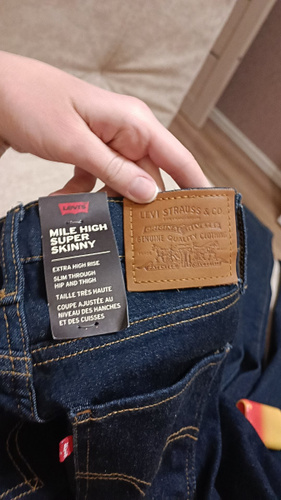 LEVI'S
MILE HIGH
SUPER
SKINNY
EXTRA HIGH RISE
SLIM THROUGH
HIP AND THIGH
TAILLE TRÈS HAUTE
COUPE AJUSTÉE AU
NIVEAU DES HANCHES
ET DES CUISSES
LEVI STRAUSS & CO.